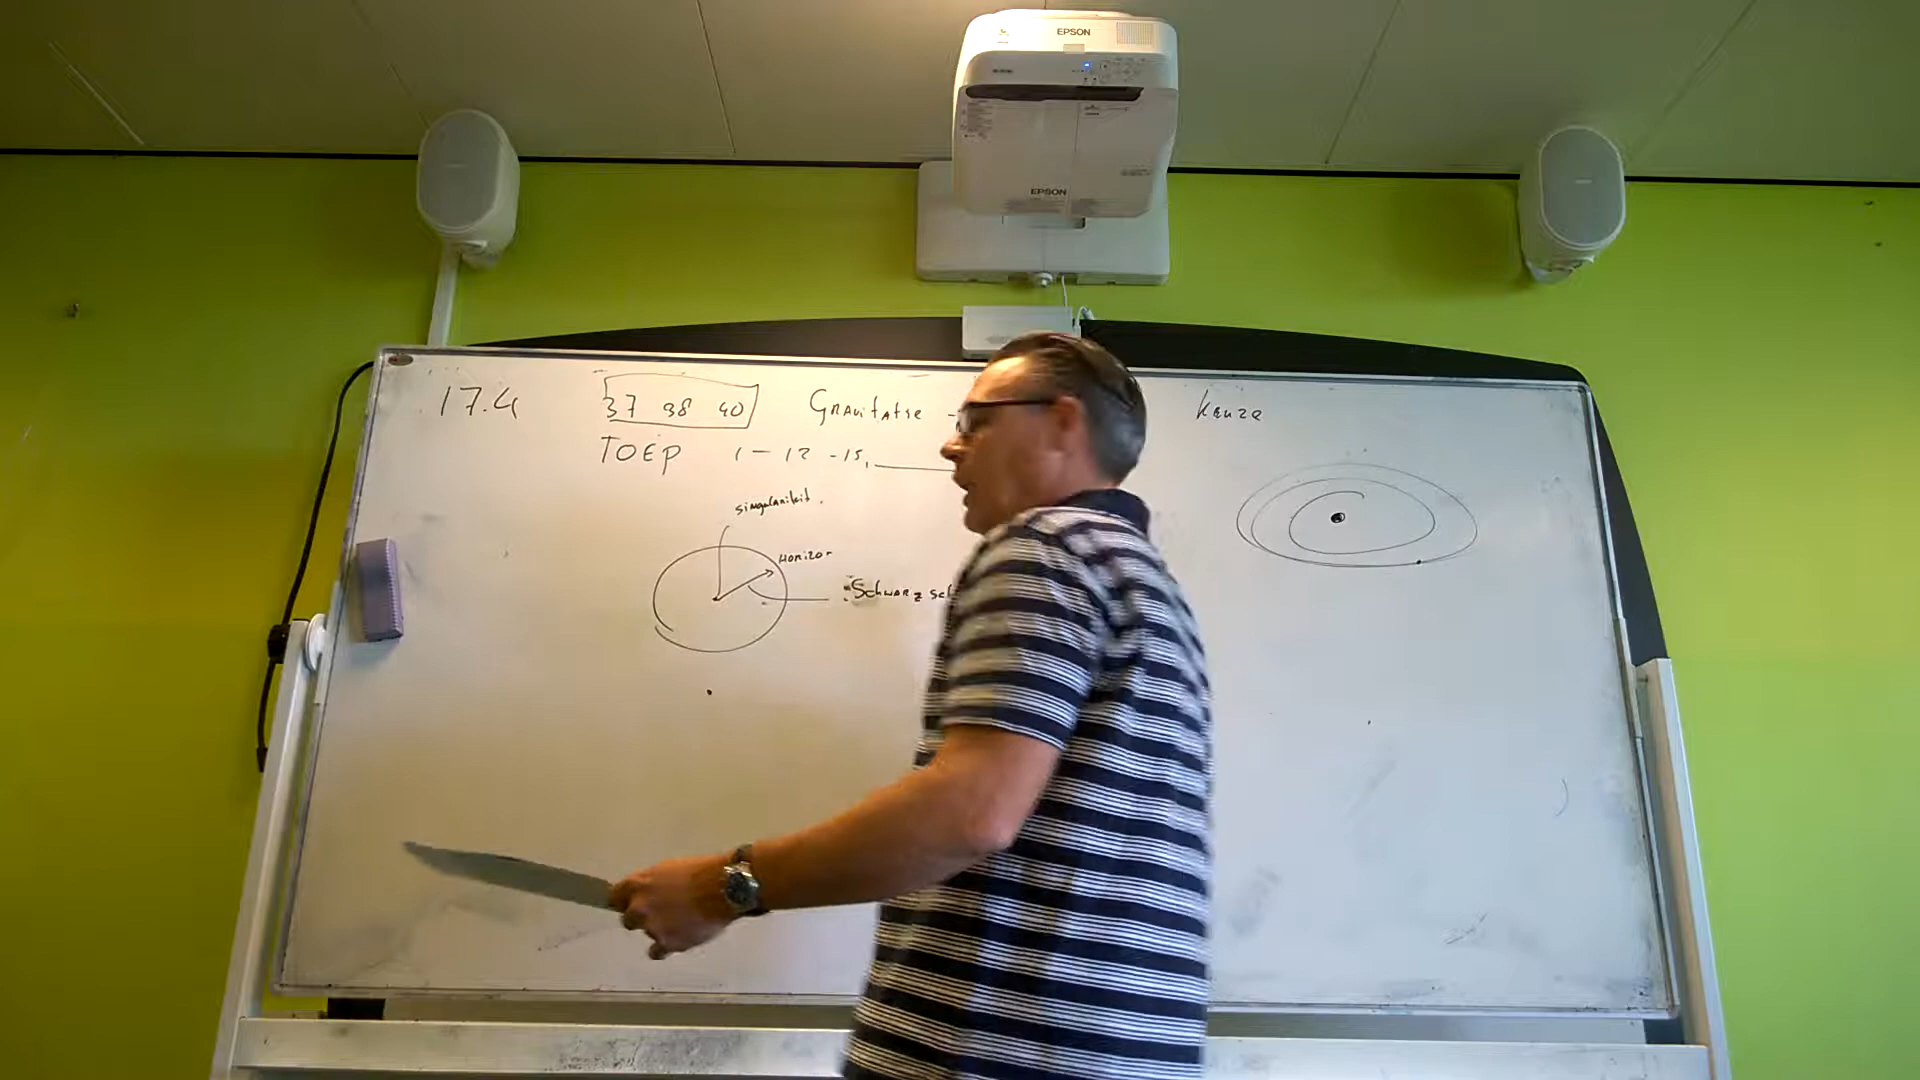 EPSON
EPSON
17.4 37 38 40 Gravitatie - keuze
TOEP 1 - 12 - 15,
singulariteit.
Horizon
Schwarzsch